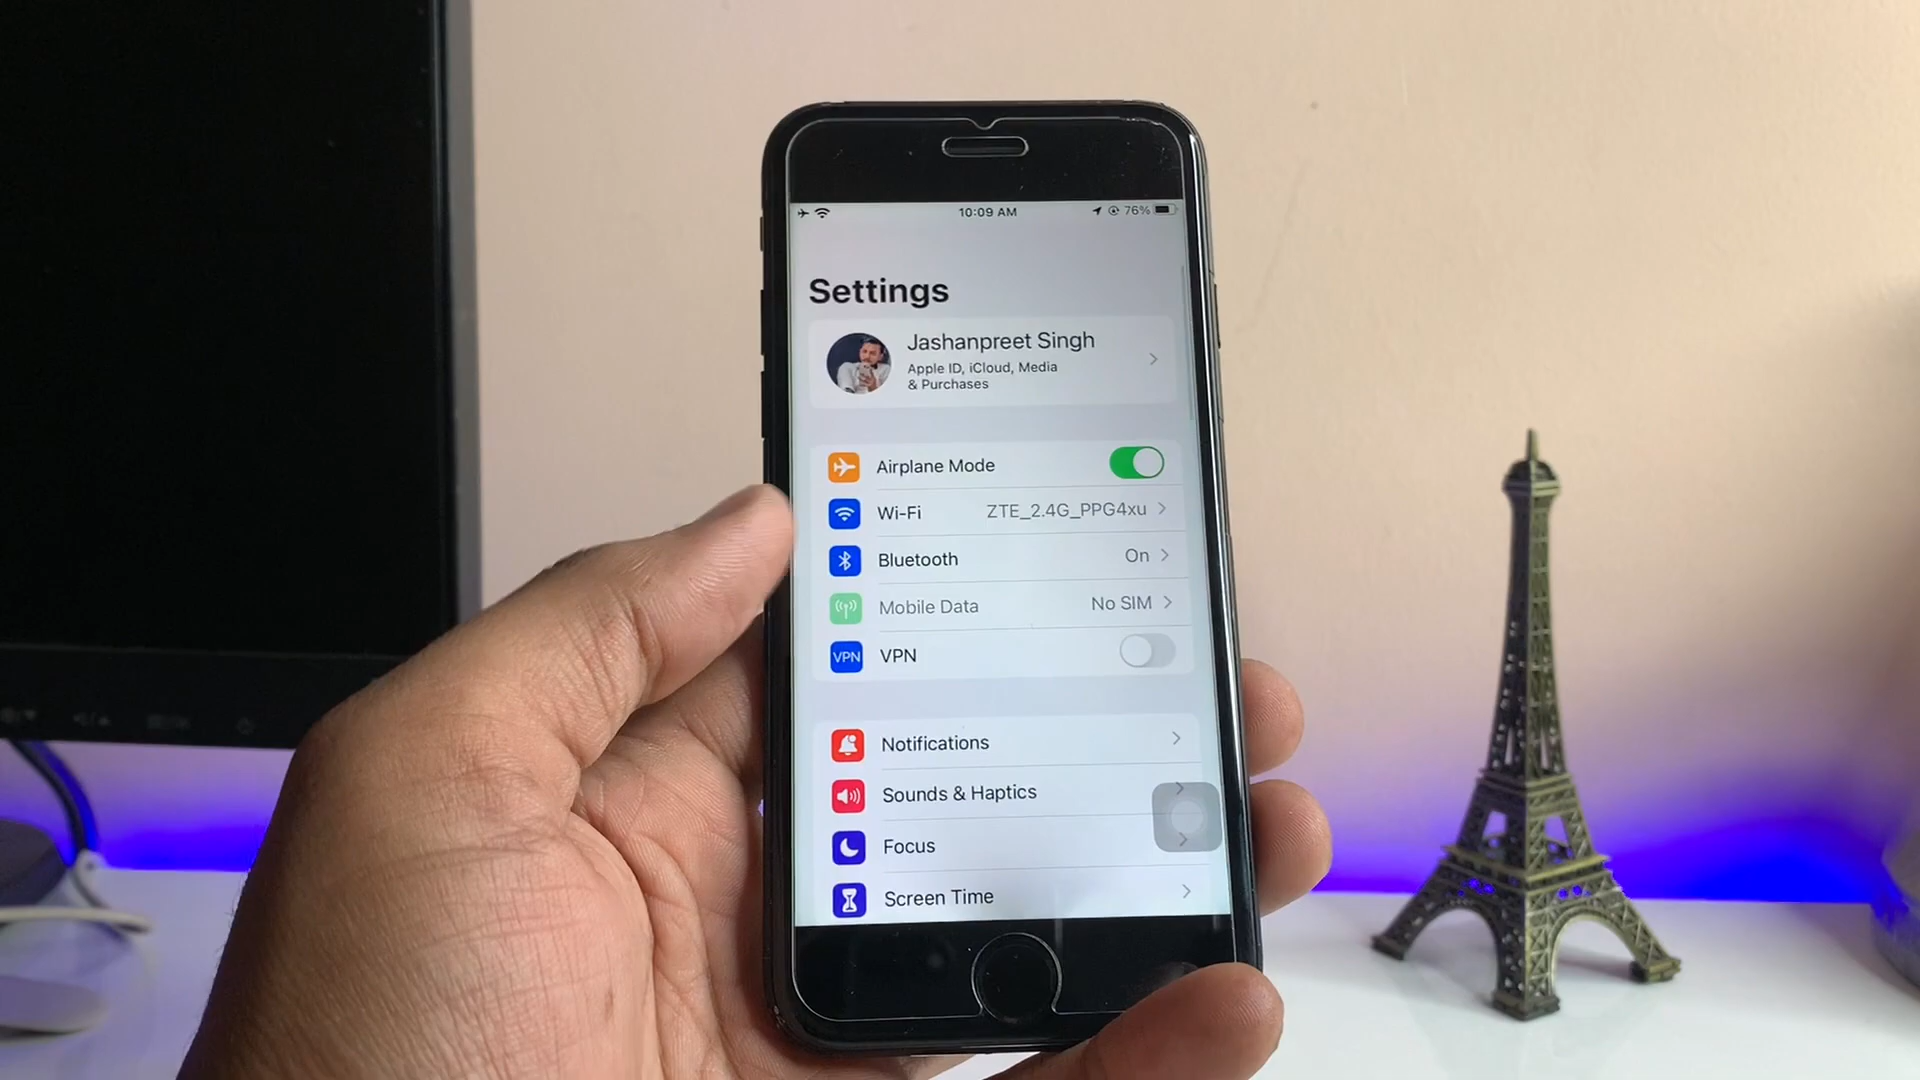 10:09 AM
76%
Settings
Jashanpreet Singh
Apple ID, iCloud, Media
& Purchases
Airplane Mode
Wi-Fi ZTE_2.4G_PPG4xu
Bluetooth On
Mobile Data No SIM
VPN VPN
Notifications
Sounds & Haptics
Focus
Screen Time